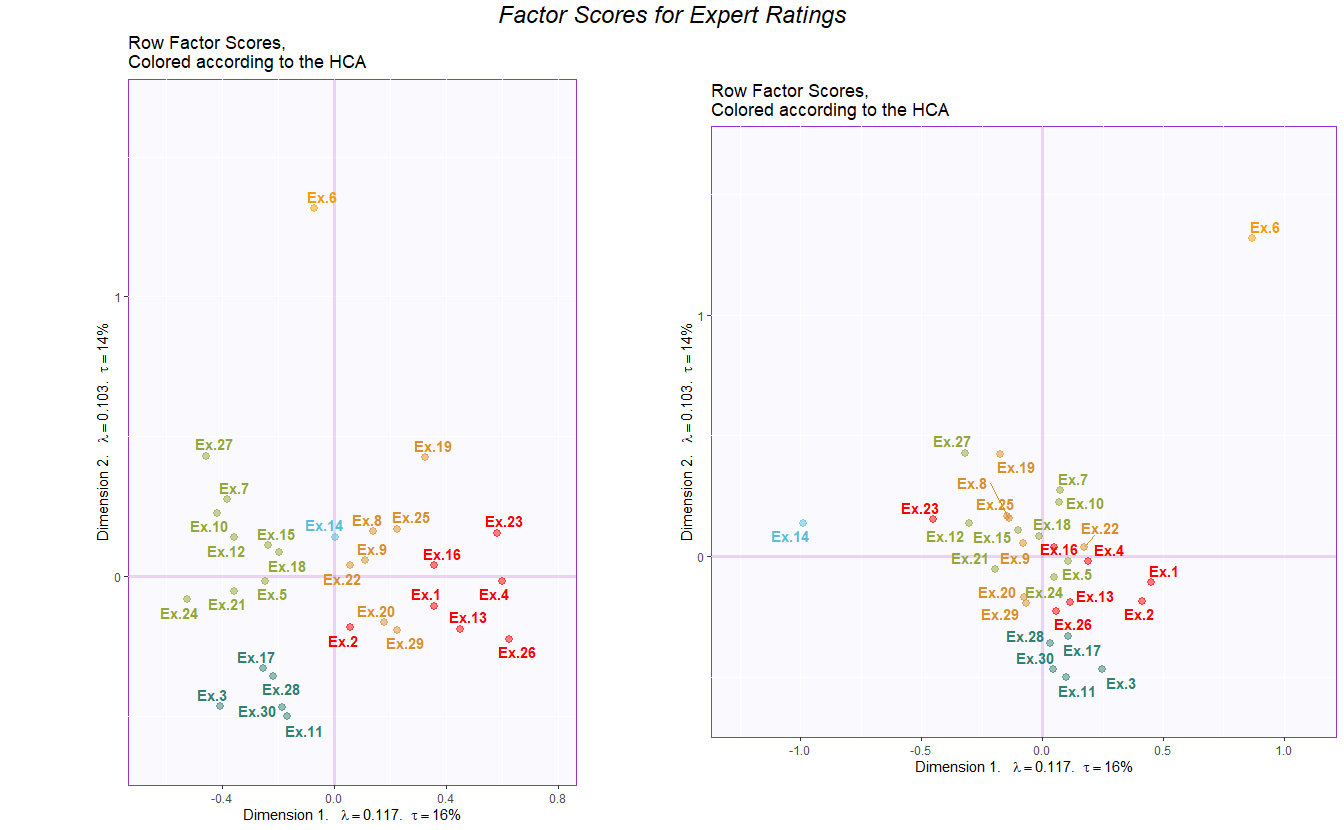 Factor Scores for Expert Ratings
Row Factor Scores,
Colored according to the HCA
Ex.6
1
Ex.27
Ex.19
Ex.7
Ex.10
Ex.14
Ex.8
Ex.25
Ex.23
Ex.15
Ex.12
Ex.9
Ex.16
Ex.18
Ex.22
0
Ex.5
Ex.4
Ex.24
Ex.21
Ex.1
Ex.20
Ex.13
Ex.2
Ex.29
Ex.26
Ex.17
Ex.28
Ex.3
Ex.30
Ex.11
-0.4
0.0
0.4
0.8
Dimension 1. λ = 0.117. τ = 16%
Dimension 2. λ = 0.103. τ = 14%
Row Factor Scores,
Colored according to the HCA
Ex.6
1
Ex.27
Ex.19
Ex.8
Ex.7
Ex.25
Ex.10
Ex.23
Ex.18
Ex.22
Ex.14
Ex.12
Ex.15
Ex.16
Ex.4
0
Ex.21
Ex.9
Ex.5
Ex.1
Ex.20
Ex.24
Ex.13
Ex.29
Ex.2
Ex.26
Ex.28
Ex.17
Ex.30
Ex.3
Ex.11
-1.0
-0.5
0.0
0.5
1.0
Dimension 1. λ = 0.117. τ = 16%
Dimension 2. λ = 0.103. τ = 14%